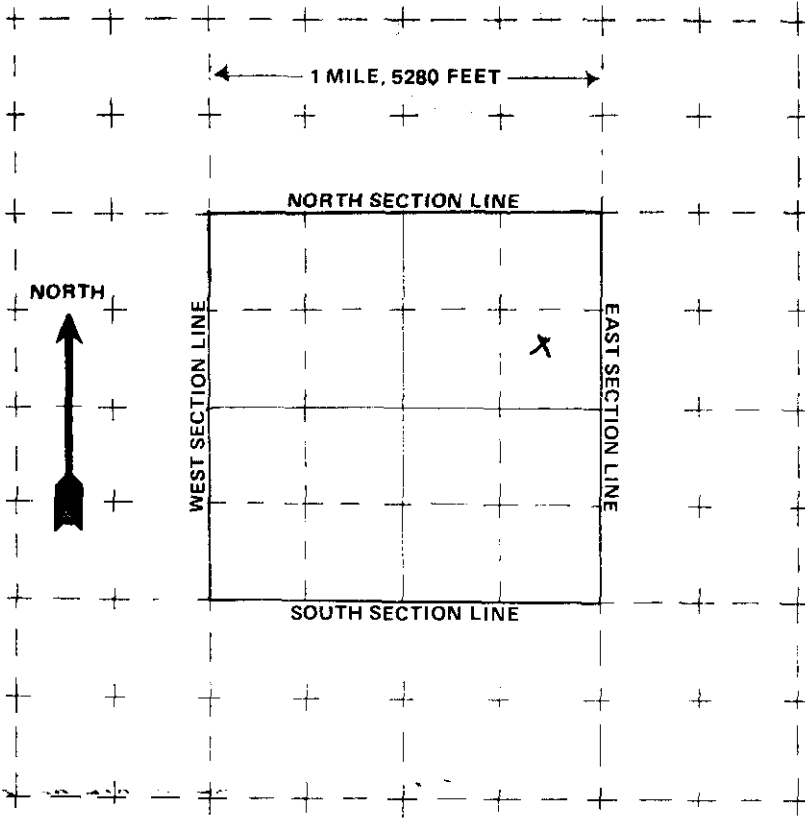 1 MILE, 5280 FEET
NORTH SECTION LINE
NORTH
WEST SECTION LINE
EAST SECTION LINE
X
SOUTH SECTION LINE